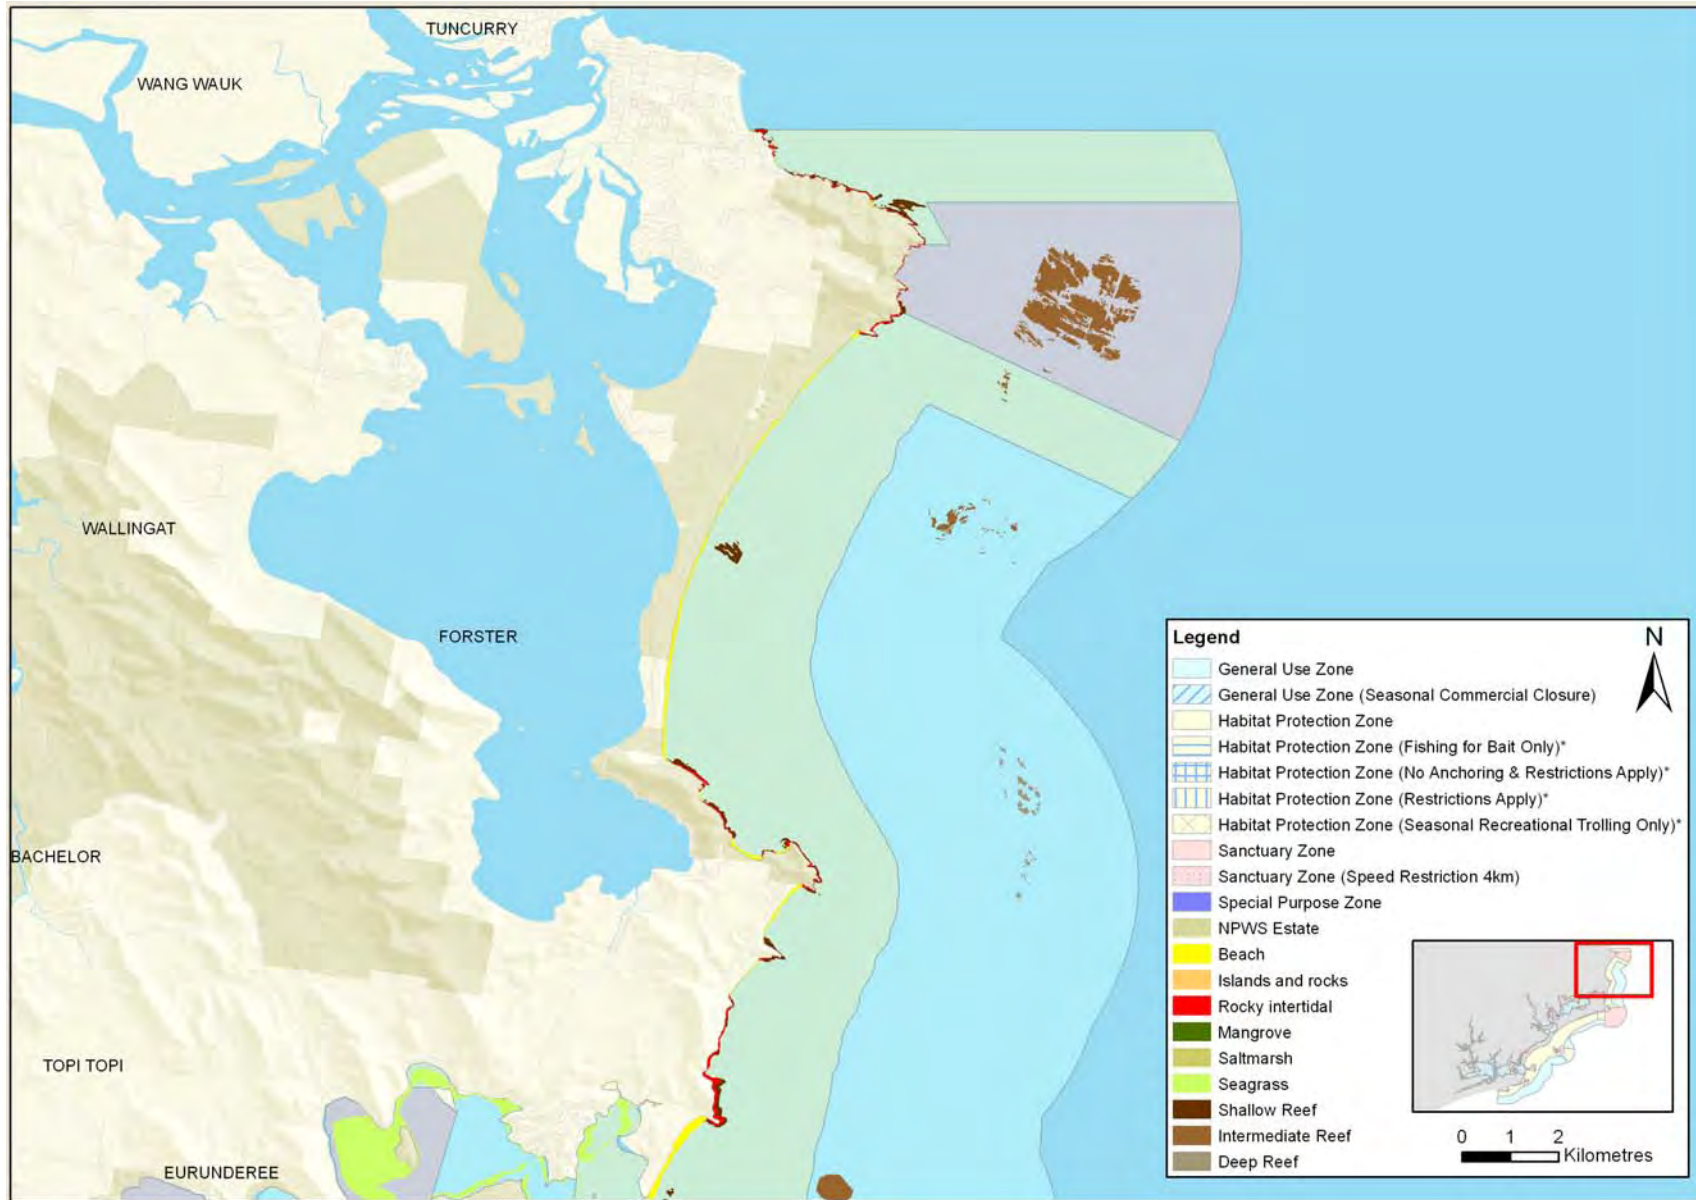 TUNCURRY
WANG WAUK
WALLINGAT
FORSTER
BACHELOR
TOPI TOPI
EURUNDEREE
Legend
N
General Use Zone
General Use Zone (Seasonal Commercial Closure)
Habitat Protection Zone
Habitat Protection Zone (Fishing for Bait Only)*
Habitat Protection Zone (No Anchoring & Restrictions Apply)*
Habitat Protection Zone (Restrictions Apply)*
Habitat Protection Zone (Seasonal Recreational Trolling Only)*
Sanctuary Zone
Sanctuary Zone (Speed Restriction 4km)
Special Purpose Zone
NPWS Estate
Beach
Islands and rocks
Rocky intertidal
Mangrove
Saltmarsh
Seagrass
Shallow Reef
Intermediate Reef
Deep Reef
0 1 2
Kilometres